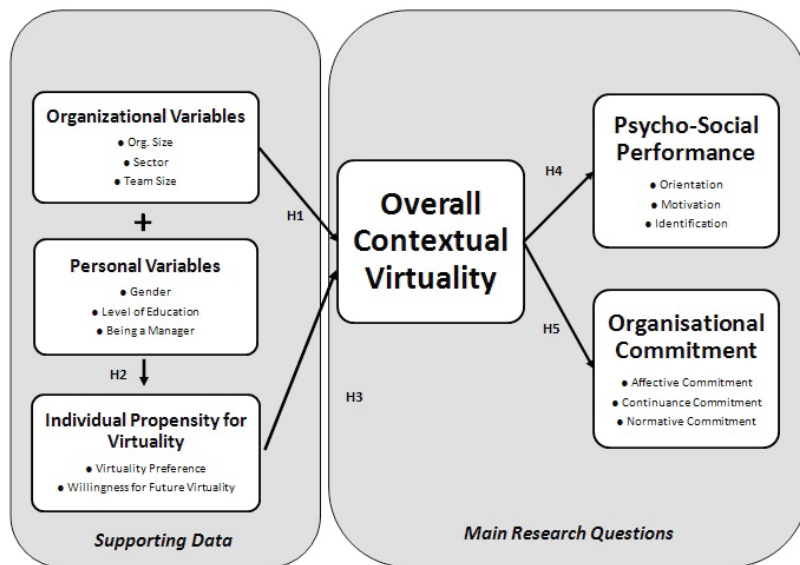 Organizational Variables
● Org. Size
● Sector
● Team Size
+
Personal Variables
● Gender
● Level of Education
● Being a Manager
H2
Individual Propensity for
Virtuality
● Virtuality Preference
● Willingness for Future Virtuality
Supporting Data
H1
H3
Overall
Contextual
Virtuality
H4
H5
Psycho-Social
Performance
● Orientation
● Motivation
● Identification
Organisational
Commitment
● Affective Commitment
● Continuance Commitment
● Normative Commitment
Main Research Questions